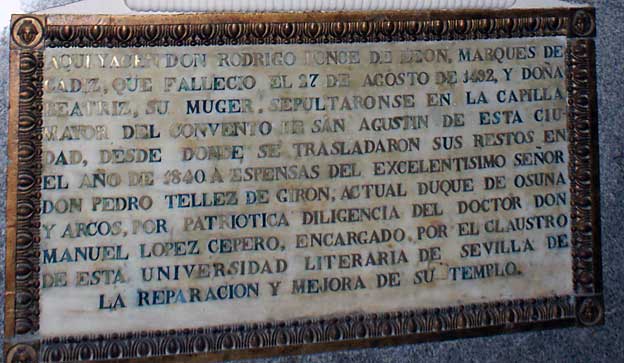 AQUI YACEN DON RODRIGO PONCE DE LEON, MARQUES DE
CADIZ, QUE FALLECIO EL 27 DE AGOSTO DE 1492, Y DOÑA
BEATRIZ, SU MUGER. SEPULTARONSE EN LA CAPILLA
MAYOR DEL CONVENTO DE SAN AGUSTIN DE ESTA CIU-
DAD, DESDE DONDE SE TRASLADARON SUS RESTOS EN
EL AÑO DE 1840 A ESPENSAS DEL EXCELENTISIMO SEÑOR
DON PEDRO TELLEZ DE GIRON, ACTUAL DUQUE DE OSUNA
Y ARCOS, POR PATRIOTICA DILIGENCIA DEL DOCTOR DON
MANUEL LOPEZ CEPERO, ENCARGADO, POR EL CLAUSTRO
DE ESTA UNIVERSIDAD LITERARIA DE SEVILLA DE
LA REPARACION Y MEJORA DE SU TEMPLO.